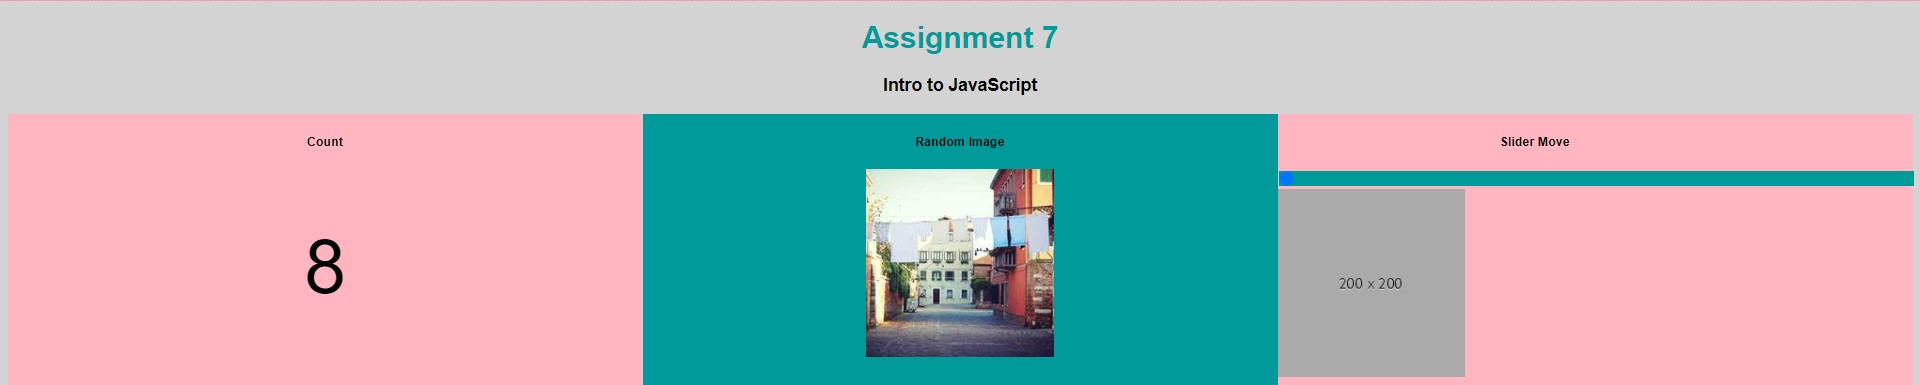 Assignment 7
Intro to JavaScript
Count
8
Random Image
Slider Move
200 x 200